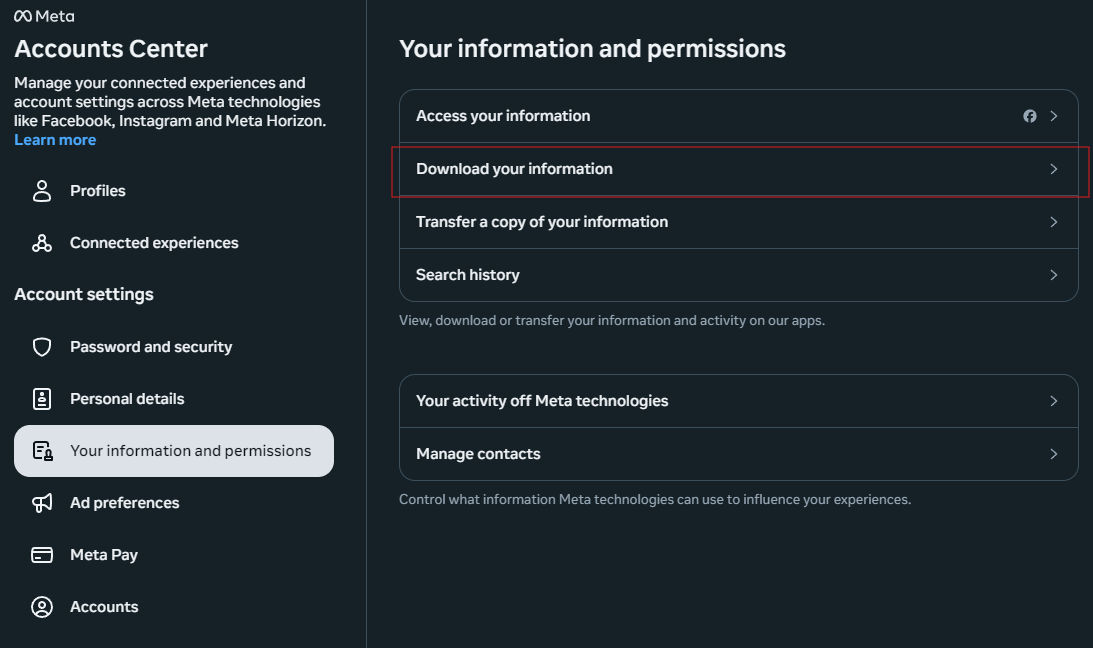 Meta
Accounts Center
Manage your connected experiences and
account settings across Meta technologies
like Facebook, Instagram and Meta Horizon.
Learn more
Profiles
Connected experiences
Account settings
Password and security
Personal details
Your information and permissions
Ad preferences
Meta Pay
Accounts
Your information and permissions
Access your information
Download your information
Transfer a copy of your information
Search history
View, download or transfer your information and activity on our apps.
Your activity off Meta technologies
Manage contacts
Control what information Meta technologies can use to influence your experiences.